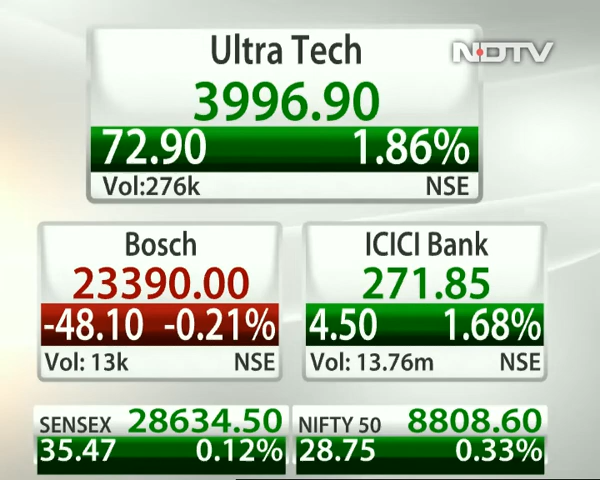 Ultra Tech
NDTV
3996.90
72.90 1.86%
Vol:276k NSE
Bosch
23390.00
-48.10 -0.21%
Vol: 13k NSE
ICICI Bank
271.85
4.50 1.68%
Vol: 13.76m NSE
SENSEX 28634.50
35.47 0.12%
NIFTY 50 8808.60
28.75 0.33%